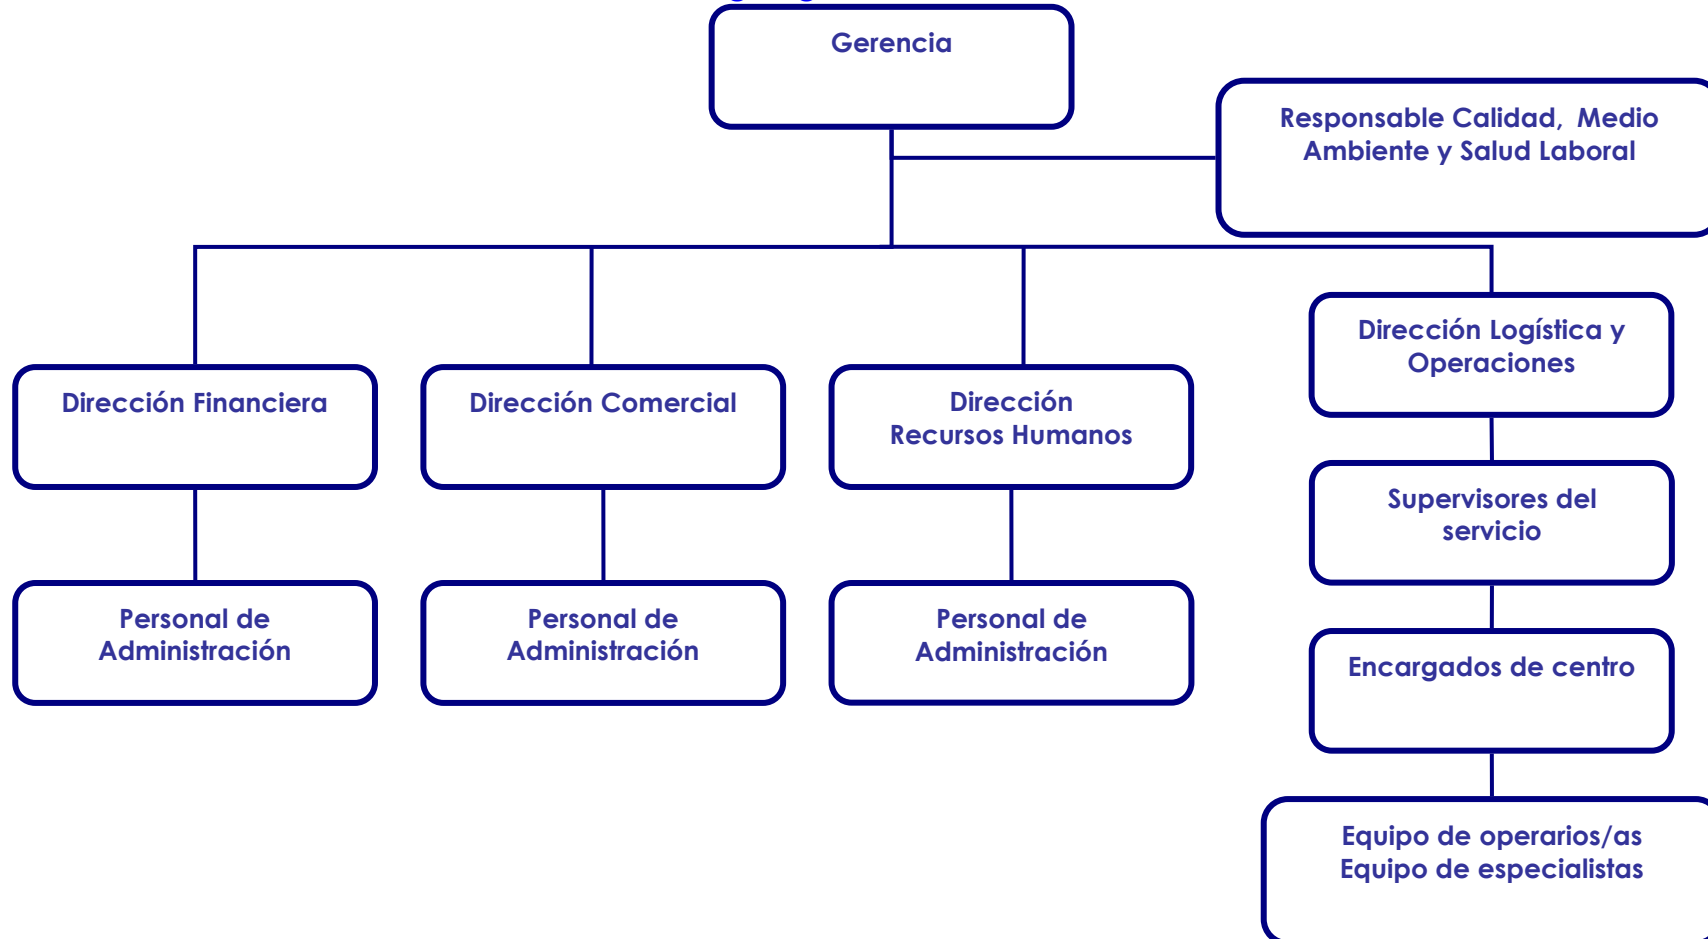 Gerencia
Responsable Calidad, Medio
Ambiente y Salud Laboral
Dirección Logística y
Operaciones
Dirección Financiera
Dirección Comercial
Dirección
Recursos Humanos
Supervisores del
servicio
Personal de
Administración
Personal de
Administración
Personal de
Administración
Encargados de centro
Equipo de operarios/as
Equipo de especialistas